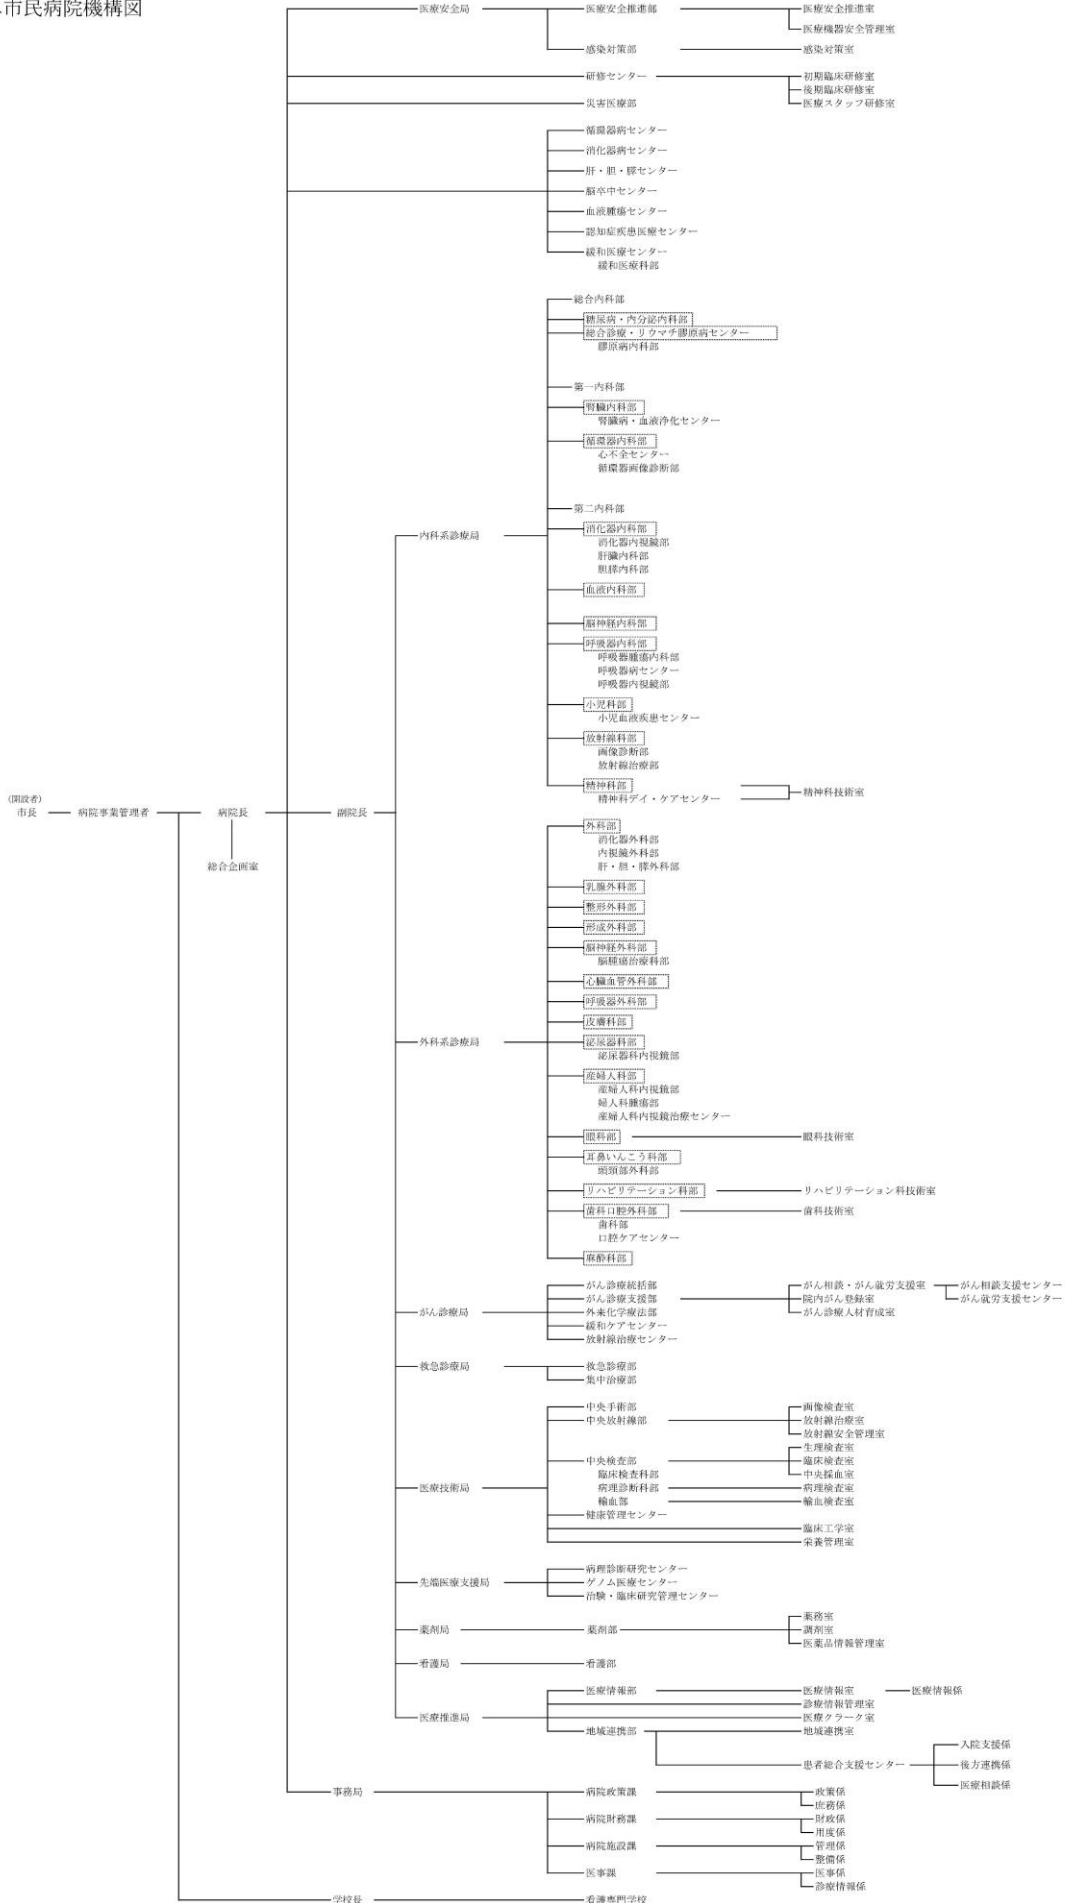 市民病院機構図
医療安全局
医療安全推進部
医療安全推進室
医療機器安全管理室
感染対策部
感染対策室
研修センター
初期臨床研修室
後期臨床研修室
医療スタッフ研修室
災害医療部
循環器病センター
消化器病センター
肝・胆・膵センター
脳卒中センター
血液腫瘍センター
認知症疾患医療センター
緩和医療センター
緩和医療科部
総合内科部
糖尿病・内分泌内科部
総合診療・リウマチ膠原病センター
膠原病内科部
第一内科部
腎臓内科部
腎臓病・血液浄化センター
循環器内科部
心不全センター
循環器画像診断部
第二内科部
内科系診療局
消化器内科部
消化器内視鏡部
肝臓内科部
胆膵内科部
血液内科部
脳神経内科部
呼吸器内科部
呼吸器腫瘍内科部
呼吸器病センター
呼吸器内視鏡部
小児科部
小児血液疾患センター
放射線科部
画像診断部
放射線治療部
精神科部
精神科デイ・ケアセンター
精神科技術室
(開設者)
市長
病院事業管理者
病院長
副院長
総合企画室
外科部
消化器外科部
内視鏡外科部
肝・胆・膵外科部
乳腺外科部
整形外科部
形成外科部
脳神経外科部
脳腫瘍治療科部
心臓血管外科部
呼吸器外科部
皮膚科部
外科系診療局
泌尿器科部
泌尿器科内視鏡部
産婦人科部
産婦人科内視鏡部
婦人科腫瘍部
産婦人科内視鏡治療センター
眼科部
眼科技術室
耳鼻いんこう科部
頭頸部外科部
リハビリテーション科部
リハビリテーション科技術室
歯科口腔外科部
歯科技術室
歯科部
口腔ケアセンター
麻酔科部
がん診療局
がん診療統括部
がん診療支援部
外来化学療法部
緩和ケアセンター
放射線治療センター
がん相談・がん就労支援室
院内がん登録室
がん診療人材育成室
がん相談支援センター
がん就労支援センター
救急診療局
救急診療部
集中治療部
医療技術局
中央手術部
中央放射線部
画像検査室
放射線治療室
放射線安全管理室
中央検査部
生理検査室
臨床検査室
中央採血室
臨床検査科部
病理診断科部
病理検査室
輸血部
輸血検査室
健康管理センター
臨床工学室
栄養管理室
先端医療支援局
病理診断研究センター
ゲノム医療センター
治験・臨床研究管理センター
薬剤局
薬剤部
薬務室
調剤室
医薬品情報管理室
看護局
看護部
医療推進局
医療情報部
医療情報室
医療情報係
診療情報管理室
医療クラーク室
地域連携部
地域連携室
患者総合支援センター
入院支援係
後方連携係
医療相談係
事務局
病院政策課
政策係
庶務係
病院財務課
財政係
用度係
病院施設課
管理係
整備係
医事課
医事係
診療情報係
学校長
看護専門学校